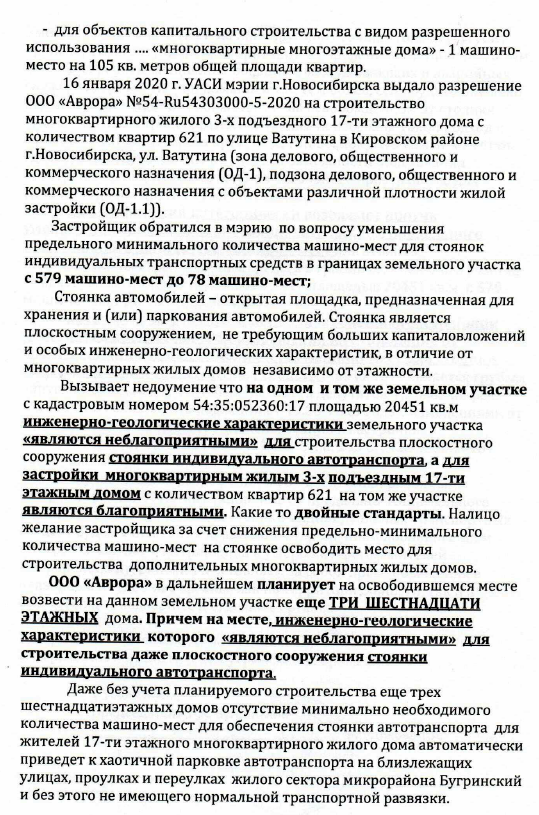 - для объектов капитального строительства с видом разрешенного
использования .... «многоквартирные многоэтажные дома» - 1 машино-
место на 105 кв. метров общей площади квартир.
16 января 2020 г. УАСИ мэрии г.Новосибирска выдало разрешение
ООО «Аврора» №54-Ru54303000-5-2020 на строительство
многоквартирного жилого 3-х подъездного 17-ти этажного дома с
количеством квартир 621 по улице Ватутина в Кировском районе
г.Новосибирска, ул. Ватутина (зона делового, общественного и
коммерческого назначения (ОД-1), подзона делового, общественного и
коммерческого назначения с объектами различной плотности жилой
застройки (ОД-1.1)).
Застройщик обратился в мэрию по вопросу уменьшения
предельного минимального количества машино-мест для стоянок
индивидуальных транспортных средств в границах земельного участка
с 579 машино-мест до 78 машино-мест;
Стоянка автомобилей – открытая площадка, предназначенная для
хранения и (или) паркования автомобилей. Стоянка является
плоскостным сооружением, не требующим больших капиталовложений
и особых инженерно-геологических характеристик, в отличие от
многоквартирных жилых домов независимо от этажности.
Вызывает недоумение что на одном и том же земельном участке
с кадастровым номером 54:35:052360:17 площадью 20451 кв.м
инженерно-геологические характеристики земельного участка
«являются неблагоприятными» для строительства плоскостного
сооружения стоянки индивидуального автотранспорта, а для
застройки многоквартирным жилым 3-х подъездным 17-ти
этажным домом с количеством квартир 621 на том же участке
являются благоприятными. Какие то двойные стандарты. Налицо
желание застройщика за счет снижения предельно-минимального
количества машино-мест на стоянке освободить место для
строительства дополнительных многоквартирных жилых домов.
ООО «Аврора» в дальнейшем планирует на освободившемся месте
возвести на данном земельном участке еще ТРИ ШЕСТНАДЦАТИ
ЭТАЖНЫХ дома. Причем на месте, инженерно-геологические
характеристики которого «являются неблагоприятными» для
строительства даже плоскостного сооружения стоянки
индивидуального автотранспорта.
Даже без учета планируемого строительства еще трех
шестнадцатиэтажных домов отсутствие минимально необходимого
количества машино-мест для обеспечения стоянки автотранспорта для
жителей 17-ти этажного многоквартирного жилого дома автоматически
приведет к хаотичной парковке автотранспорта на близлежащих
улицах, проулках и переулках жилого сектора микрорайона Бугринский
и без этого не имеющего нормальной транспортной развязки.